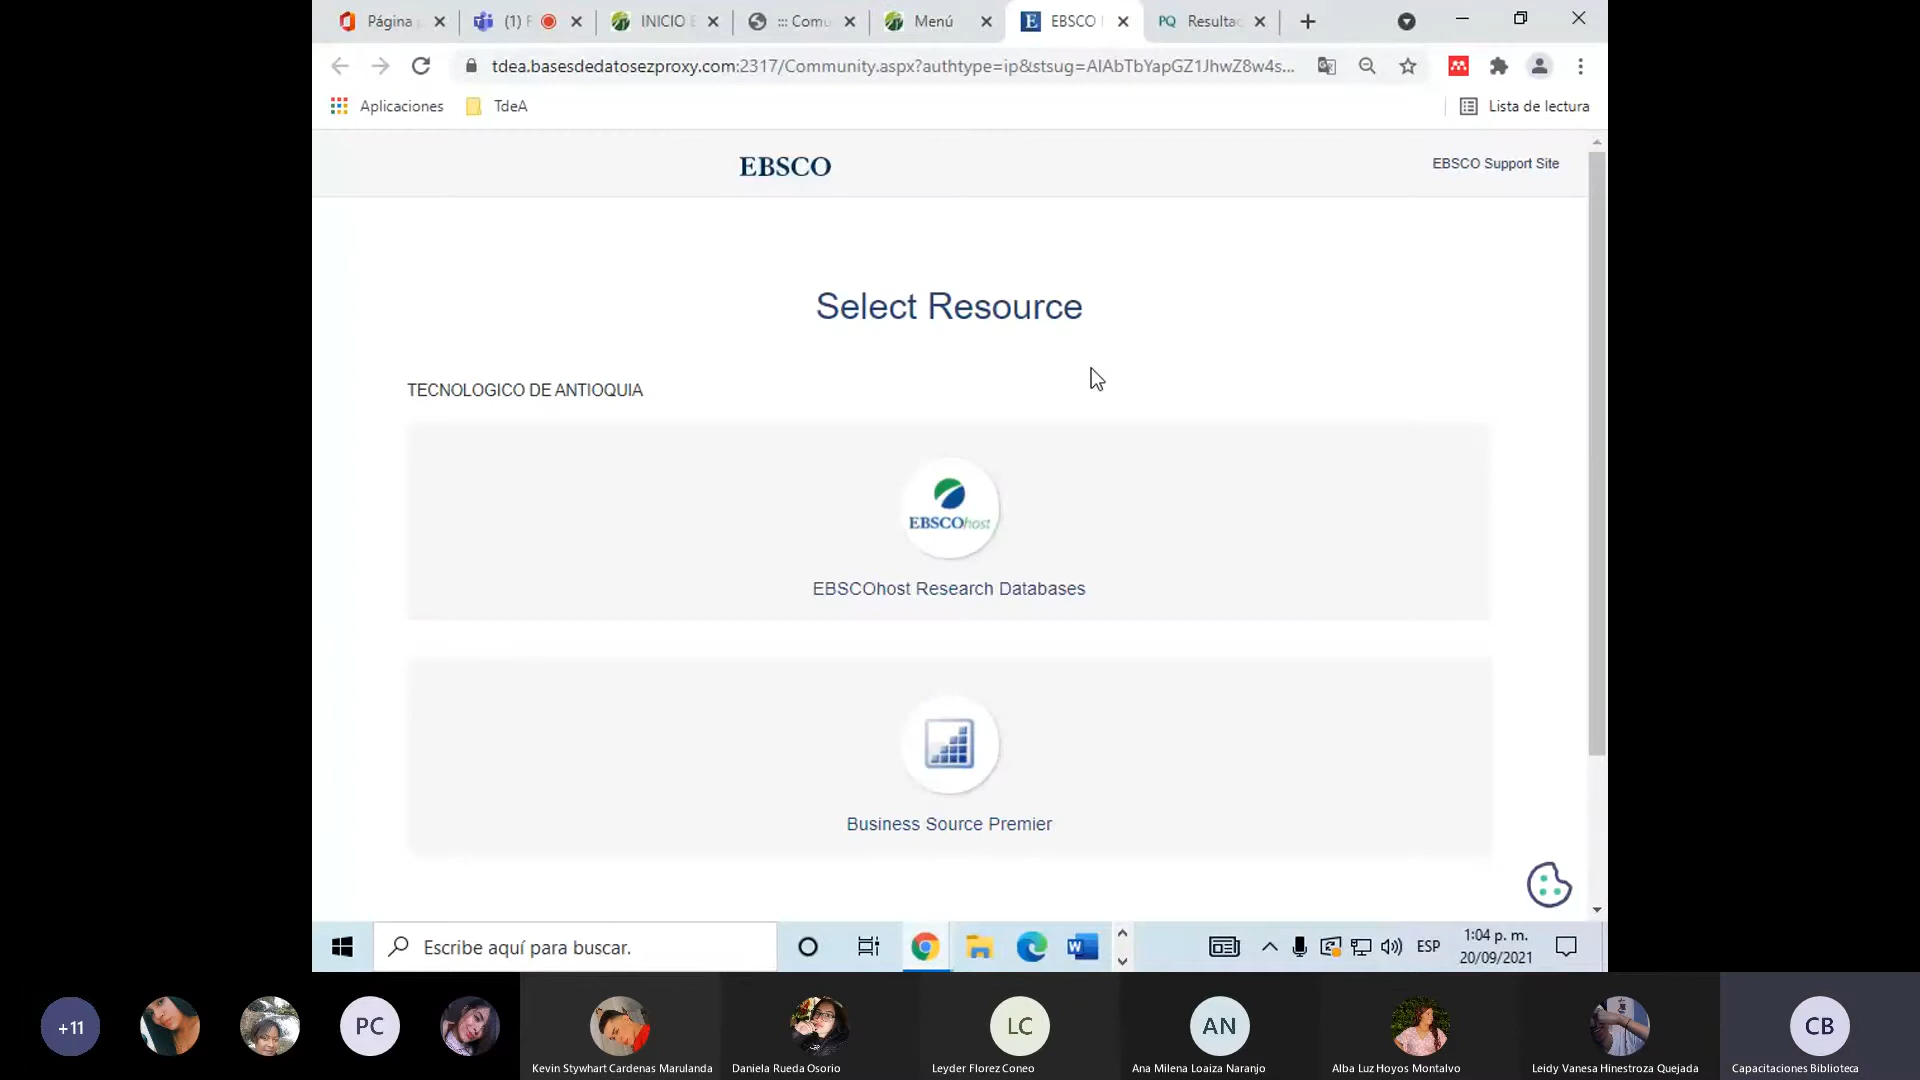 Página
(1) F
INICIO E
::: Comu
Menú
EBSCO
PQ Resultac
tdea.basesdedatosezproxy.com:2317/Community.aspx?authtype=ip&stsug=AIAbTbYapGZ1JhwZ8w4s...
Aplicaciones
TdeA
Lista de lectura
EBSCO
EBSCO Support Site
Select Resource
TECNOLOGICO DE ANTIOQUIA
EBSCOhost
EBSCOhost Research Databases
Business Source Premier
Escribe aquí para buscar.
ESP
1:04 p. m.
20/09/2021
+11
PC
LC
AN
CB
Kevin Stywhart Cardenas Marulanda
Daniela Rueda Osorio
Leyder Florez Coneo
Ana Milena Loaiza Naranjo
Alba Luz Hoyos Montalvo
Leidy Vanesa Hinestroza Quejada
Capacitaciones Biblioteca